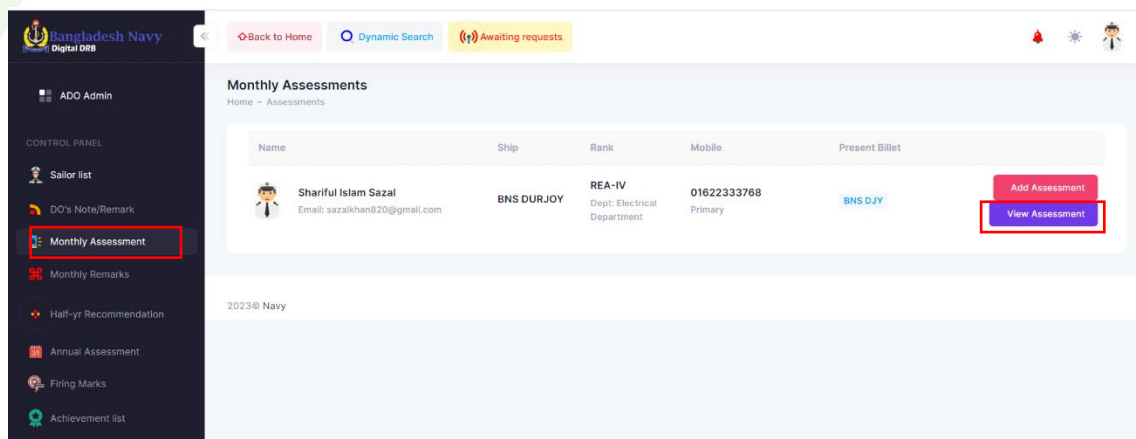 Bangladesh Navy
Digital DRB
Back to Home
Dynamic Search
Awaiting requests
ADO Admin
CONTROL PANEL
Sailor list
DO's Note/Remark
Monthly Assessment
Monthly Remarks
Half-yr Recommendation
31
Annual Assessment
Firing Marks
Achievement list
Monthly Assessments
Home - Assessments
Name Ship Rank Mobile Present Billet
Shariful Islam Sazal
Email: sazalkhan820@gmail.com
BNS DURJOY
REA-IV
Dept: Electrical
Department
01622333768
Primary
BNS DJY
Add Assessment
View Assessment
2023© Navy